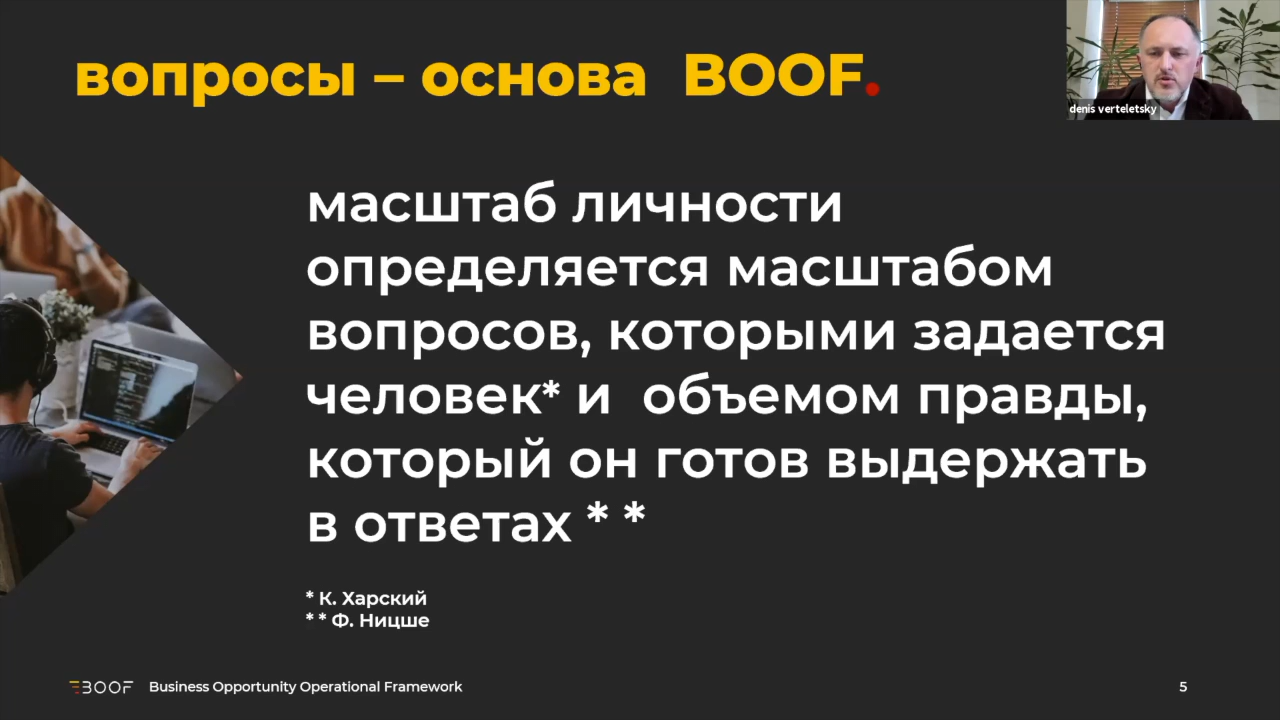 вопросы – основа BOOF.
denis verteletsky
масштаб личности
определяется масштабом
вопросов, которыми задается
человек* и объемом правды,
который он готов выдержать
в ответах * *
* К. Харский
* * Ф. Ницше
BOOF Business Opportunity Operational Framework
5